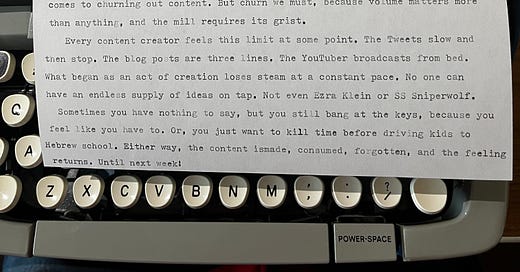 comes to churning out content. But churn we must, because volume matters more
than anything, and the mill requires its grist.
Every content creator feels this limit at some point. The Tweets slow and
then stop. The blog posts are three lines. The YouTuber broadcasts from bed.
What began as an act of creation loses steam at a constant pace. No one can
have an endless supply of ideas on tap. Not even Ezra Klein or SS Sniperwolf.
Sometimes you have nothing to say, but you still bang at the keys, because you
feel like you have to. Or, you just want to kill time before driving kids to
Hebrew school. Either way, the content ismade, consumed, forgotten, and the feeling
returns. Until next week!
Q
A
Z X C V B N M , . ? /
POWER-SPACE